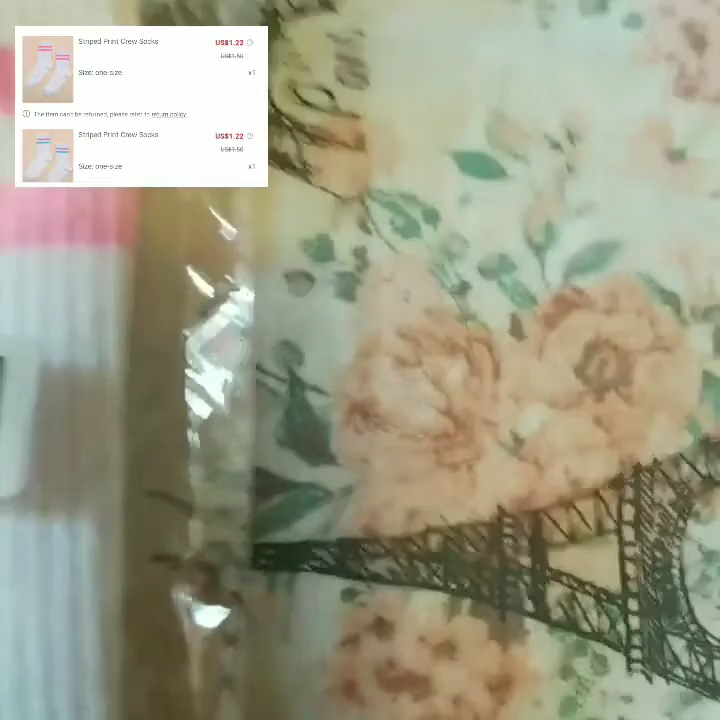 Striped Print Crew Socks
US$1.22
US$1.50
Size: one-size
x1
The item can't be returned, please refer to return policy
Striped Print Crew Socks
US$1.22
US$1.50
Size: one-size
x1